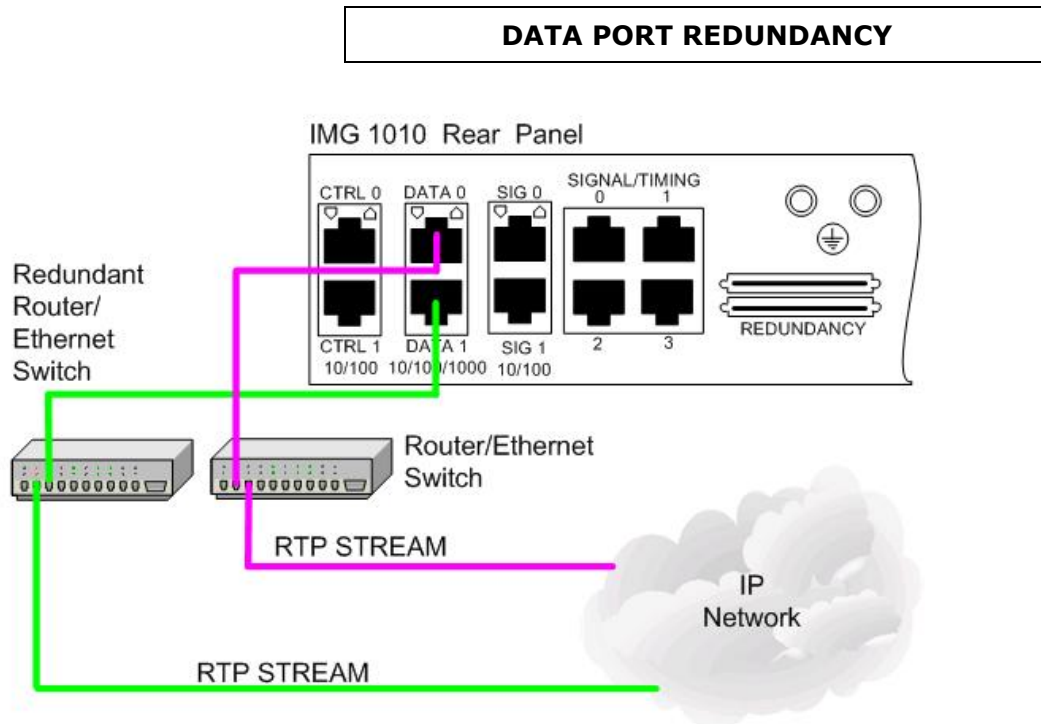 DATA PORT REDUNDANCY
IMG 1010 Rear Panel
CTRL 0
DATA 0
SIG 0
SIGNAL/TIMING
0
1
CTRL 1
10/100
DATA 1
10/100/1000
SIG 1
10/100
2
3
REDUNDANCY
Redundant
Router/
Ethernet
Switch
Router/Ethernet
Switch
RTP STREAM
IP
Network
RTP STREAM